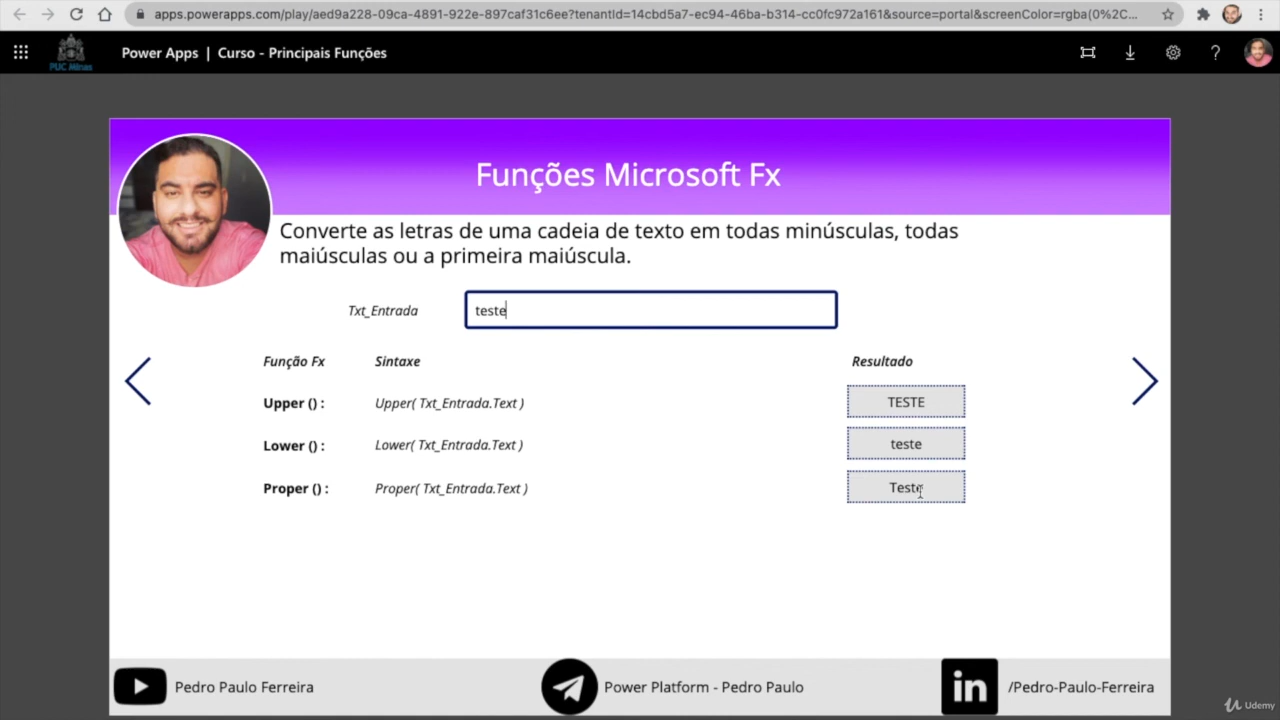 apps.powerapps.com/play/aed9a228-09ca-4891-922e-897caf31c6ee?tenantId=14cbd5a7-ec94-46ba-b314-cc0fc972a161&source=portal&screenColor=rgba(0%2C...
PUC Minas
Power Apps | Curso - Principais Funções
?
Funções Microsoft Fx
Converte as letras de uma cadeia de texto em todas minúsculas, todas
maiúsculas ou a primeira maiúscula.
Txt_Entrada teste
Função Fx Sintaxe Resultado
Upper () : Upper( Txt_Entrada.Text ) TESTE
Lower () : Lower( Txt_Entrada.Text ) teste
Proper () : Proper( Txt_Entrada.Text ) Teste
Pedro Paulo Ferreira Power Platform - Pedro Paulo in /Pedro-Paulo-Ferreira
Udemy